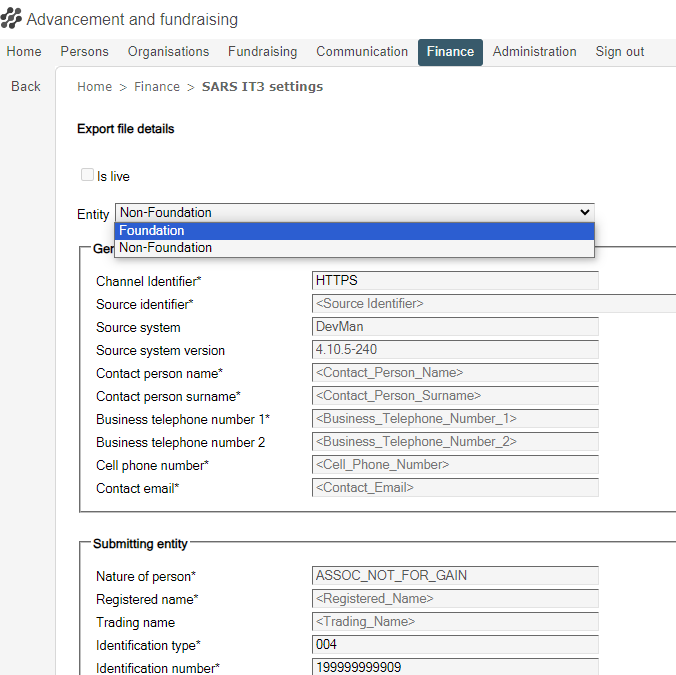 Advancement and fundraising
Home Persons Organisations Fundraising Communication Finance Administration Sign out
Back
Home > Finance > SARS IT3 settings
Export file details
Is live
Entity Non-Foundation
Foundation
Non-Foundation
Channel Identifier* HTTPS
Source identifier* <Source Identifier>
Source system DevMan
Source system version 4.10.5-240
Contact person name* <Contact_Person_Name>
Contact person surname* <Contact_Person_Surname>
Business telephone number 1* <Business_Telephone_Number_1>
Business telephone number 2 <Business_Telephone_Number_2>
Cell phone number* <Cell_Phone_Number>
Contact email* <Contact_Email>
Submitting entity
Nature of person* ASSOC_NOT_FOR_GAIN
Registered name* <Registered_Name>
Trading name <Trading_Name>
Identification type* 004
Identification number* 199999999909